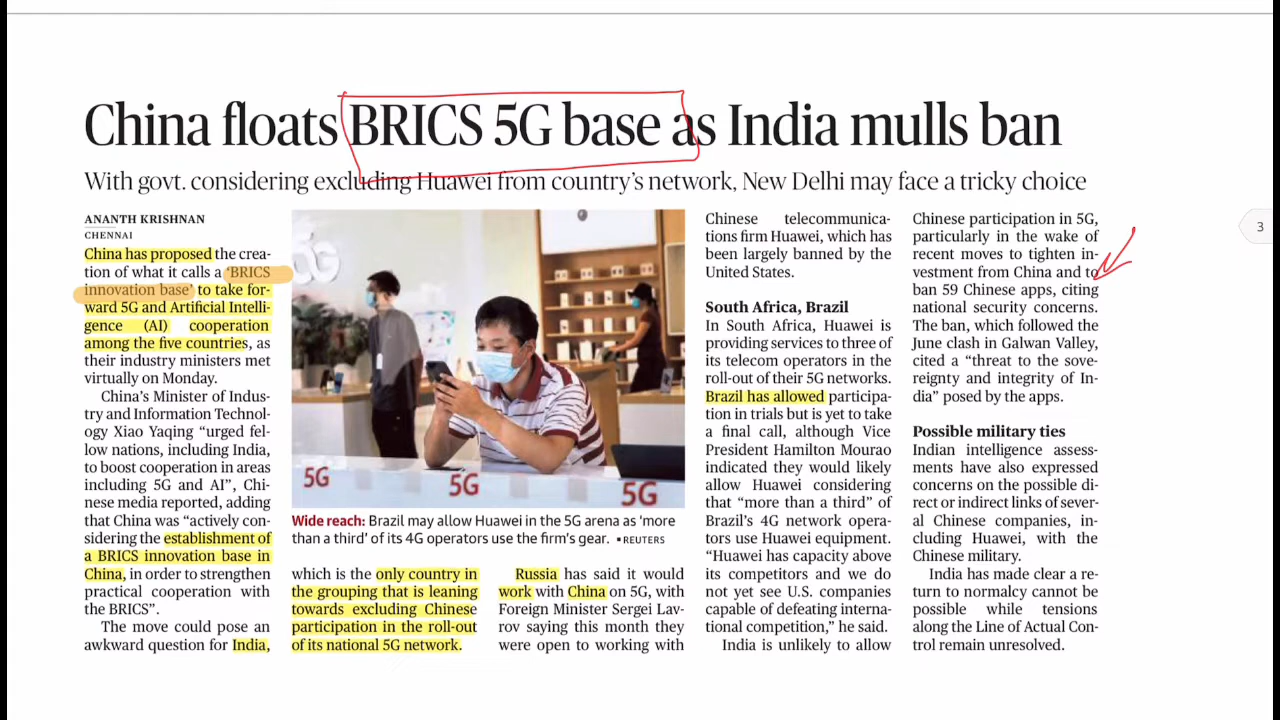 China floats BRICS 5G base as India mulls ban
With govt. considering excluding Huawei from country's network, New Delhi may face a tricky choice
ANANTH KRISHNAN
CHENNAI
China has proposed the crea-
tion of what it calls a 'BRICS
innovation base' to take for-
ward 5G and Artificial Intelli-
gence (AI) cooperation
among the five countries, as
their industry ministers met
virtually on Monday.
China's Minister of Indus-
try and Information Technol-
ogy Xiao Yaqing "urged fel-
low nations, including India,
to boost cooperation in areas
including 5G and AI", Chi-
nese media reported, adding
that China was "actively con-
sidering the establishment of
a BRICS innovation base in
China, in order to strengthen
practical cooperation with
the BRICS".
The move could pose an
awkward question for India,
5G
5G
5G
5G
Wide reach: Brazil may allow Huawei in the 5G arena as 'more
than a third' of its 4G operators use the firm's gear. ▪REUTERS
which is the only country in
the grouping that is leaning
towards excluding Chinese
participation in the roll-out
of its national 5G network.
Russia has said it would
work with China on 5G, with
Foreign Minister Sergei Lav-
rov saying this month they
were open to working with
Chinese telecommunica-
tions firm Huawei, which has
been largely banned by the
United States.
South Africa, Brazil
In South Africa, Huawei is
providing services to three of
its telecom operators in the
roll-out of their 5G networks.
Brazil has allowed participa-
tion in trials but is yet to take
a final call, although Vice
President Hamilton Mourao
indicated they would likely
allow Huawei considering
that "more than a third" of
Brazil's 4G network opera-
tors use Huawei equipment.
"Huawei has capacity above
its competitors and we do
not yet see U.S. companies
capable of defeating interna-
tional competition," he said.
India is unlikely to allow
Chinese participation in 5G,
particularly in the wake of
recent moves to tighten in-
vestment from China and to
ban 59 Chinese apps, citing
national security concerns.
The ban, which followed the
June clash in Galwan Valley,
cited a "threat to the sove-
reignty and integrity of In-
dia" posed by the apps.
Possible military ties
Indian intelligence assess-
ments have also expressed
concerns on the possible di-
rect or indirect links of sever-
al Chinese companies, in-
cluding Huawei, with the
Chinese military.
India has made clear a re-
turn to normalcy cannot be
possible while tensions
along the Line of Actual Con-
trol remain unresolved.
3